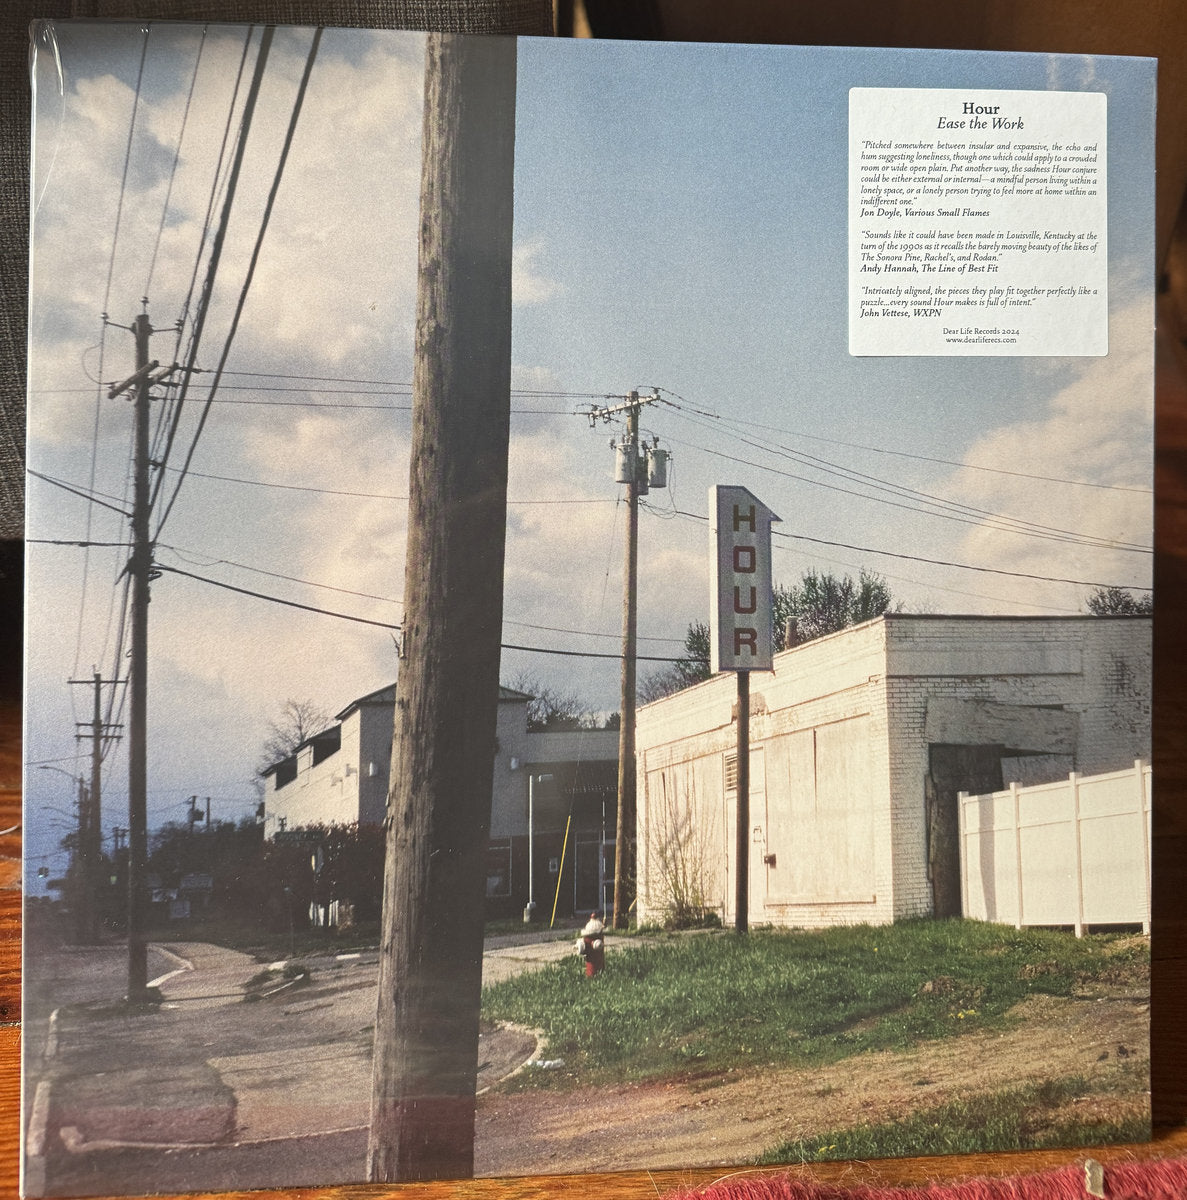 Hour
Ease the Work
“Pitched somewhere between insular and expansive, the echo and
hum suggesting loneliness, though one which could apply to a crowded
room or wide open plain. Put another way, the sadness Hour conjure
could be either external or internal—a mindful person living within a
lonely space, or a lonely person trying to feel more at home within an
indifferent one.”
Jon Doyle, Various Small Flames
“Sounds like it could have been made in Louisville, Kentucky at the
turn of the 1990s as it recalls the barely moving beauty of the likes of
The Sonora Pine, Rachel's, and Rodan.”
Andy Hannah, The Line of Best Fit
“Intricately aligned, the pieces they play fit together perfectly like a
puzzle...every sound Hour makes is full of intent.”
John Vettese, WXPN
Dear Life Records 2024
www.dearliferecs.com
H
O
U
R